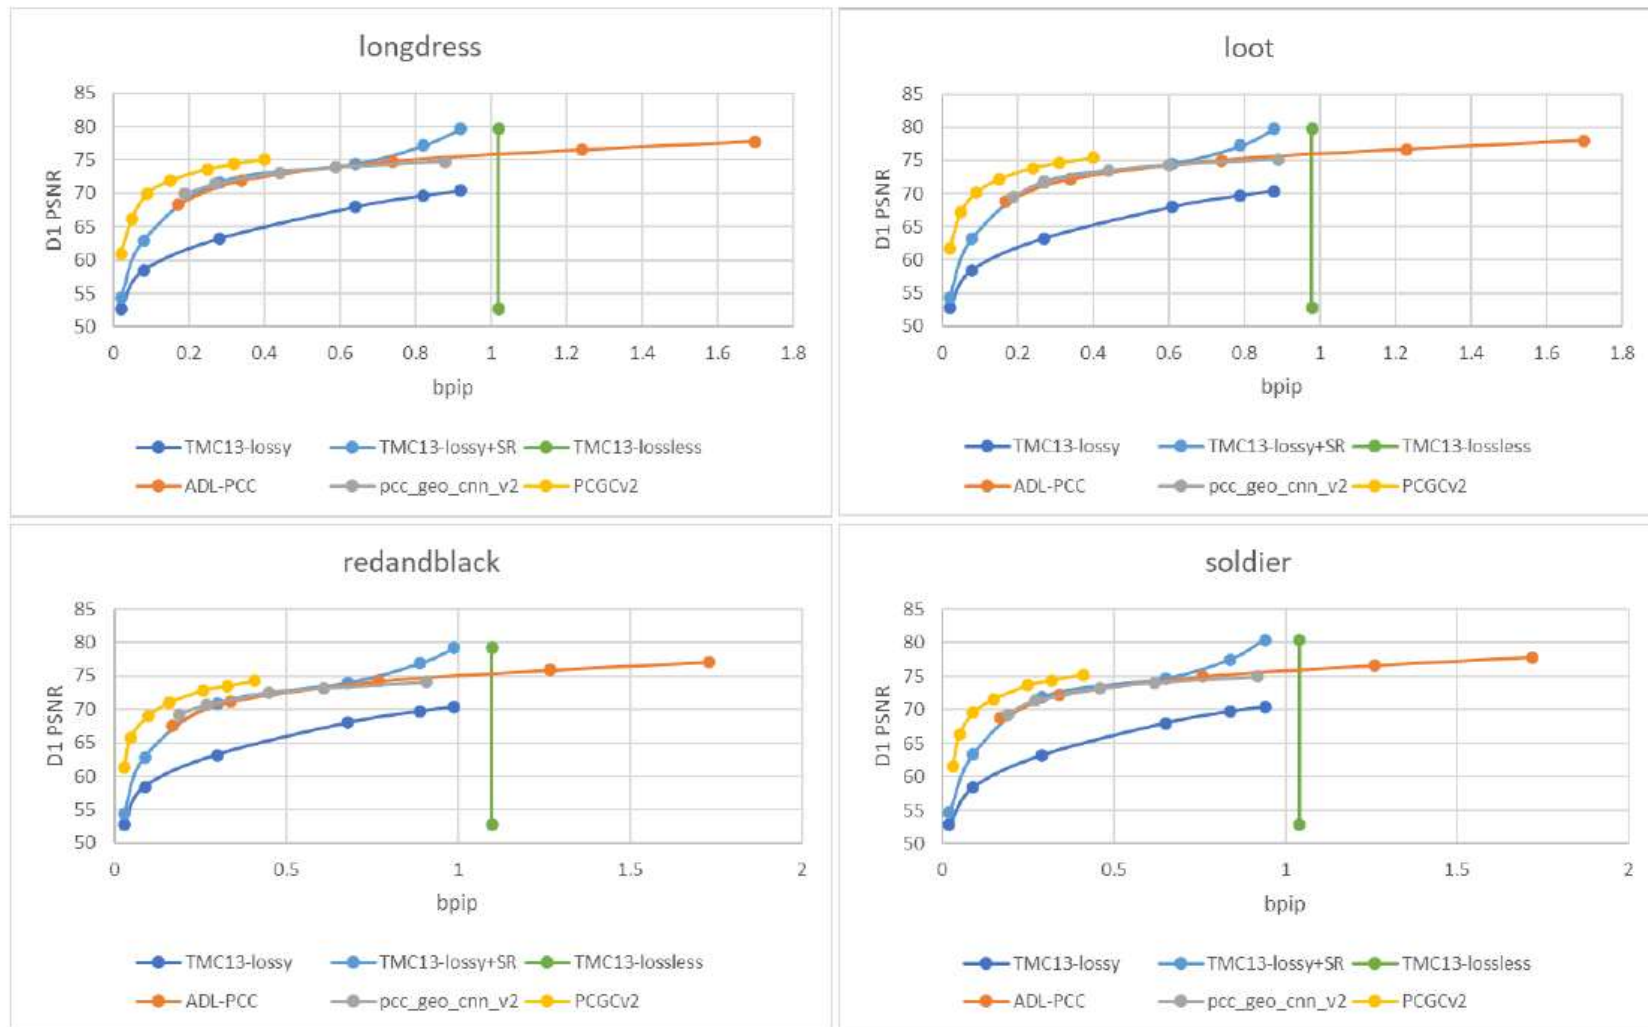 longdress
85
80
75
70
65
60
55
50
D1 PSNR
0 0.2 0.4 0.6 0.8 1 1.2 1.4 1.6 1.8
bpip
TMC13-lossy TMC13-lossy+SR TMC13-lossless
ADL-PCC pcc_geo_cnn_v2 PCGCv2
loot
85
80
75
70
65
60
55
50
D1 PSNR
0 0.2 0.4 0.6 0.8 1 1.2 1.4 1.6 1.8
bpip
TMC13-lossy TMC13-lossy+SR TMC13-lossless
ADL-PCC pcc_geo_cnn_v2 PCGCv2
redandblack
85
80
75
70
65
60
55
50
D1 PSNR
0 0.5 1 1.5 2
bpip
TMC13-lossy TMC13-lossy+SR TMC13-lossless
ADL-PCC pcc_geo_cnn_v2 PCGCv2
soldier
85
80
75
70
65
60
55
50
D1 PSNR
0 0.5 1 1.5 2
bpip
TMC13-lossy TMC13-lossy+SR TMC13-lossless
ADL-PCC pcc_geo_cnn_v2 PCGCv2